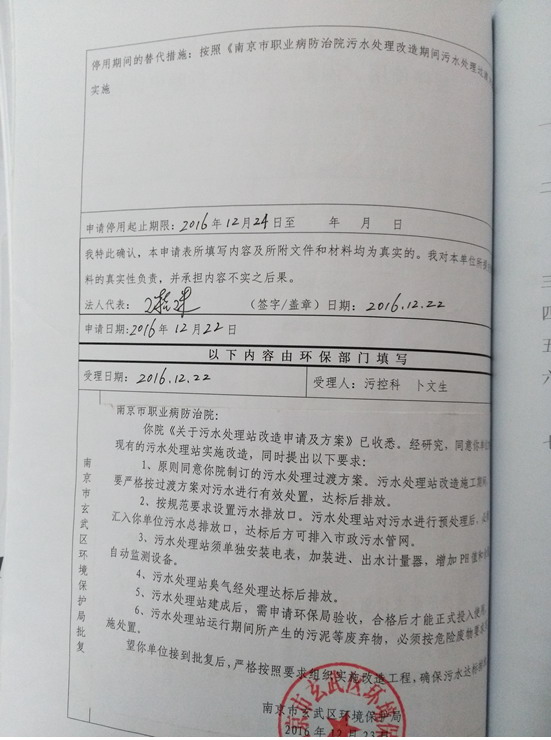 停用期间的替代措施：按照《南京市职业病防治院污水处理改造期间污水处理过渡
实施
申请停用起止期限：2016年12月24日至 年 月 日
我特此确认，本申请表所填写内容及所附文件和材料均为真实的。我对本单位所
料的真实性负责，并承担内容不实之后果。
法人代表： （签字/盖章）日期：2016.12.22
申请日期：2016年12月22日
以下内容由环保部门填写
受理日期：2016.12.22 受理人：污控科 卜文生
南京市玄武区环境保护局批复
南京市职业病防治院：
你院《关于污水处理站改造申请及方案》已收悉。经研究，同意你单位
现有的污水处理站实施改造，同时提出以下要求：
1、原则同意你院制订的污水处理过渡方案。污水处理站改造施工期间
要严格按过渡方案对污水进行有效处置，达标后排放。
2、按规范要求设置污水排放口。污水处理站对污水进行预处理后，必
汇入你单位污水总排放口，达标后方可排入市政污水管网。
3、污水处理站须单独安装电表，加装进、出水计量器，增加PH值和
自动监测设备。
4、污水处理站臭气经处理达标后排放。
5、污水处理站建成后，需申请环保局验收，合格后才能正式投入使用
6、污水处理站运行期间所产生的污泥等废弃物，必须按危险废物要求
施处置。
望你单位接到批复后，严格按照要求组织实施改造工程，确保污水达标
南京市玄武区环境保护局
2016年12月23日
京市玄武区环境